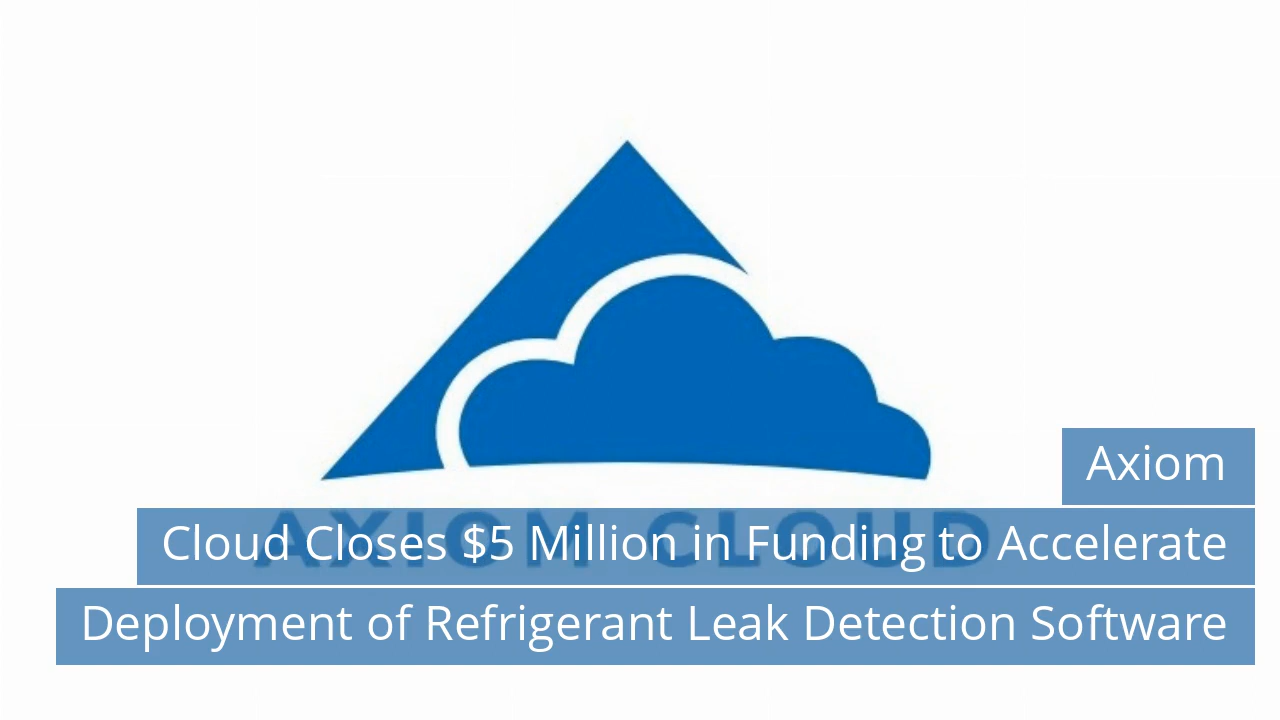 Axiom
Cloud Closes $5 Million in Funding to Accelerate
AXIOM CLOUD
Deployment of Refrigerant Leak Detection Software